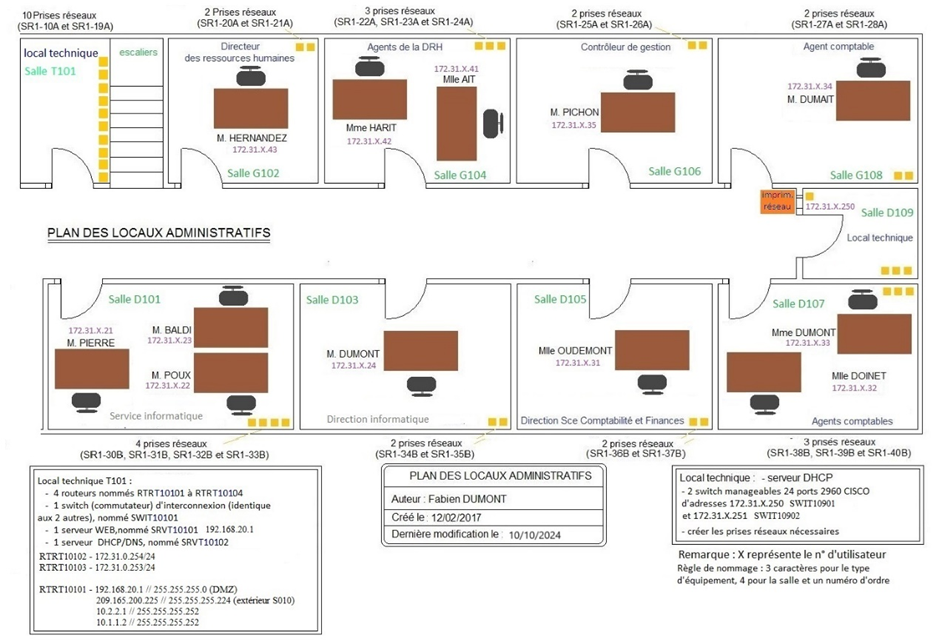 10 Prises réseaux
(SR1-10A et SR1-19A)
2 Prises réseaux
(SR1-20A et SR1-21A)
3 prises réseaux
(SR1-22A, SR1-23A et SR1-24A)
2 prises réseaux
(SR1-25A et SR1-26A)
2 prises réseaux
(SR1-27A et SR1-28A)
local technique
Salle T101
escaliers
Directeur
des ressources humaines
M. HERNANDEZ
172.31.X.43
Salle G102
Agents de la DRH
172.31.X.41
Mlle AIT
Mme HARIT
172.31.X.42
Salle G104
Contrôleur de gestion
M. PICHON
172.31.X.35
Salle G106
Agent comptable
172.31.X.34
M. DUMAIT
Salle G108
imprim.
réseau
172.31.X.250
Salle D109
Local technique
PLAN DES LOCAUX ADMINISTRATIFS
Salle D101
172.31.X.21
M. PIERRE
M. BALDI
172.31.X.23
M. POUX
172.31.X.22
Service informatique
Salle D103
M. DUMONT
172.31.X.24
Direction informatique
Salle D105
Mlle OUDEMONT
172.31.X.31
Direction Sce Comptabilité et Finances
Salle D107
Mme DUMONT
172.31.X.33
Mlle DOINET
172.31.X.32
Agents comptables
4 prises réseaux
(SR1-30B, SR1-31B, SR1-32B et SR1-33B)
2 prises réseaux
(SR1-34B et SR1-35B)
2 prises réseaux
(SR1-36B et SR1-37B)
3 prisés réseaux
(SR1-38B, SR1-39B et SR1-40B)
Local technique T101 :
- 4 routeurs nommés RTRT10101 à RTRT10104
- 1 switch (commutateur) d'interconnexion (identique
aux 2 autres), nommé SWIT10101
- 1 serveur WEB,nommé SRVT10101 192.168.20.1
- 1 serveur DHCP/DNS, nommé SRVT10102
RTRT10102 - 172.31.0.254/24
RTRT10103 - 172.31.0.253/24
RTRT10101 - 192.168.20.1 // 255.255.255.0 (DMZ)
209.165.200.225 // 255.255.255.224 (extérieur S010)
10.2.2.1 // 255.255.255.252
10.1.1.2 // 255.255.255.252
PLAN DES LOCAUX ADMINISTRATIFS
Auteur : Fabien DUMONT
Créé le : 12/02/2017
Dernière modification le : 10/10/2024
Local technique : - serveur DHCP
- 2 switch manageables 24 ports 2960 CISCO
d'adresses 172.31.X.250 SWIT10901
et 172.31.X.251 SWIT10902
- créer les prises réseaux nécessaires
Remarque : X représente le n° d'utilisateur
Règle de nommage : 3 caractères pour le type
d'équipement, 4 pour la salle et un numéro d'ordre